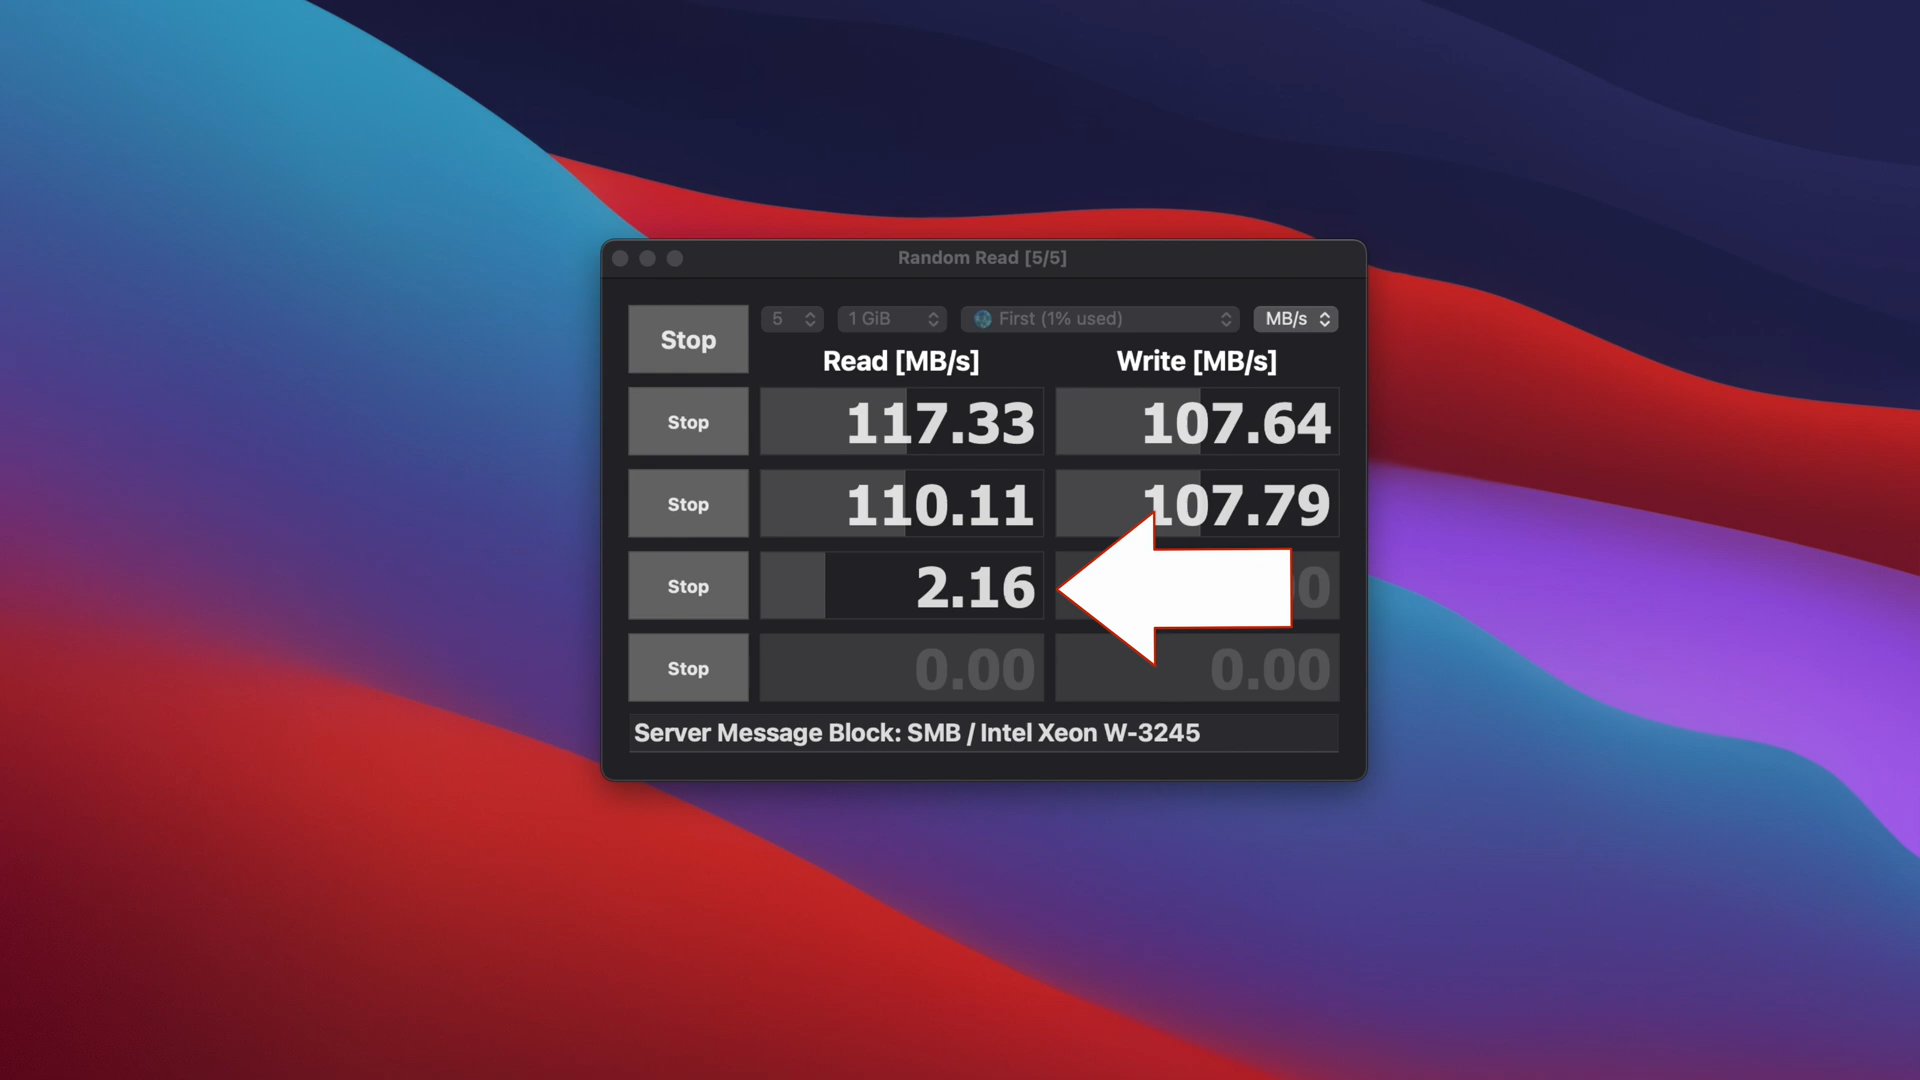 Random Read [5/5]
Stop
5
1 GiB
First (1% used)
MB/s
Read [MB/s]
Write [MB/s]
Stop
117.33
107.64
Stop
110.11
107.79
Stop
2.16
Stop
0.00
0.00
Server Message Block: SMB / Intel Xeon W-3245